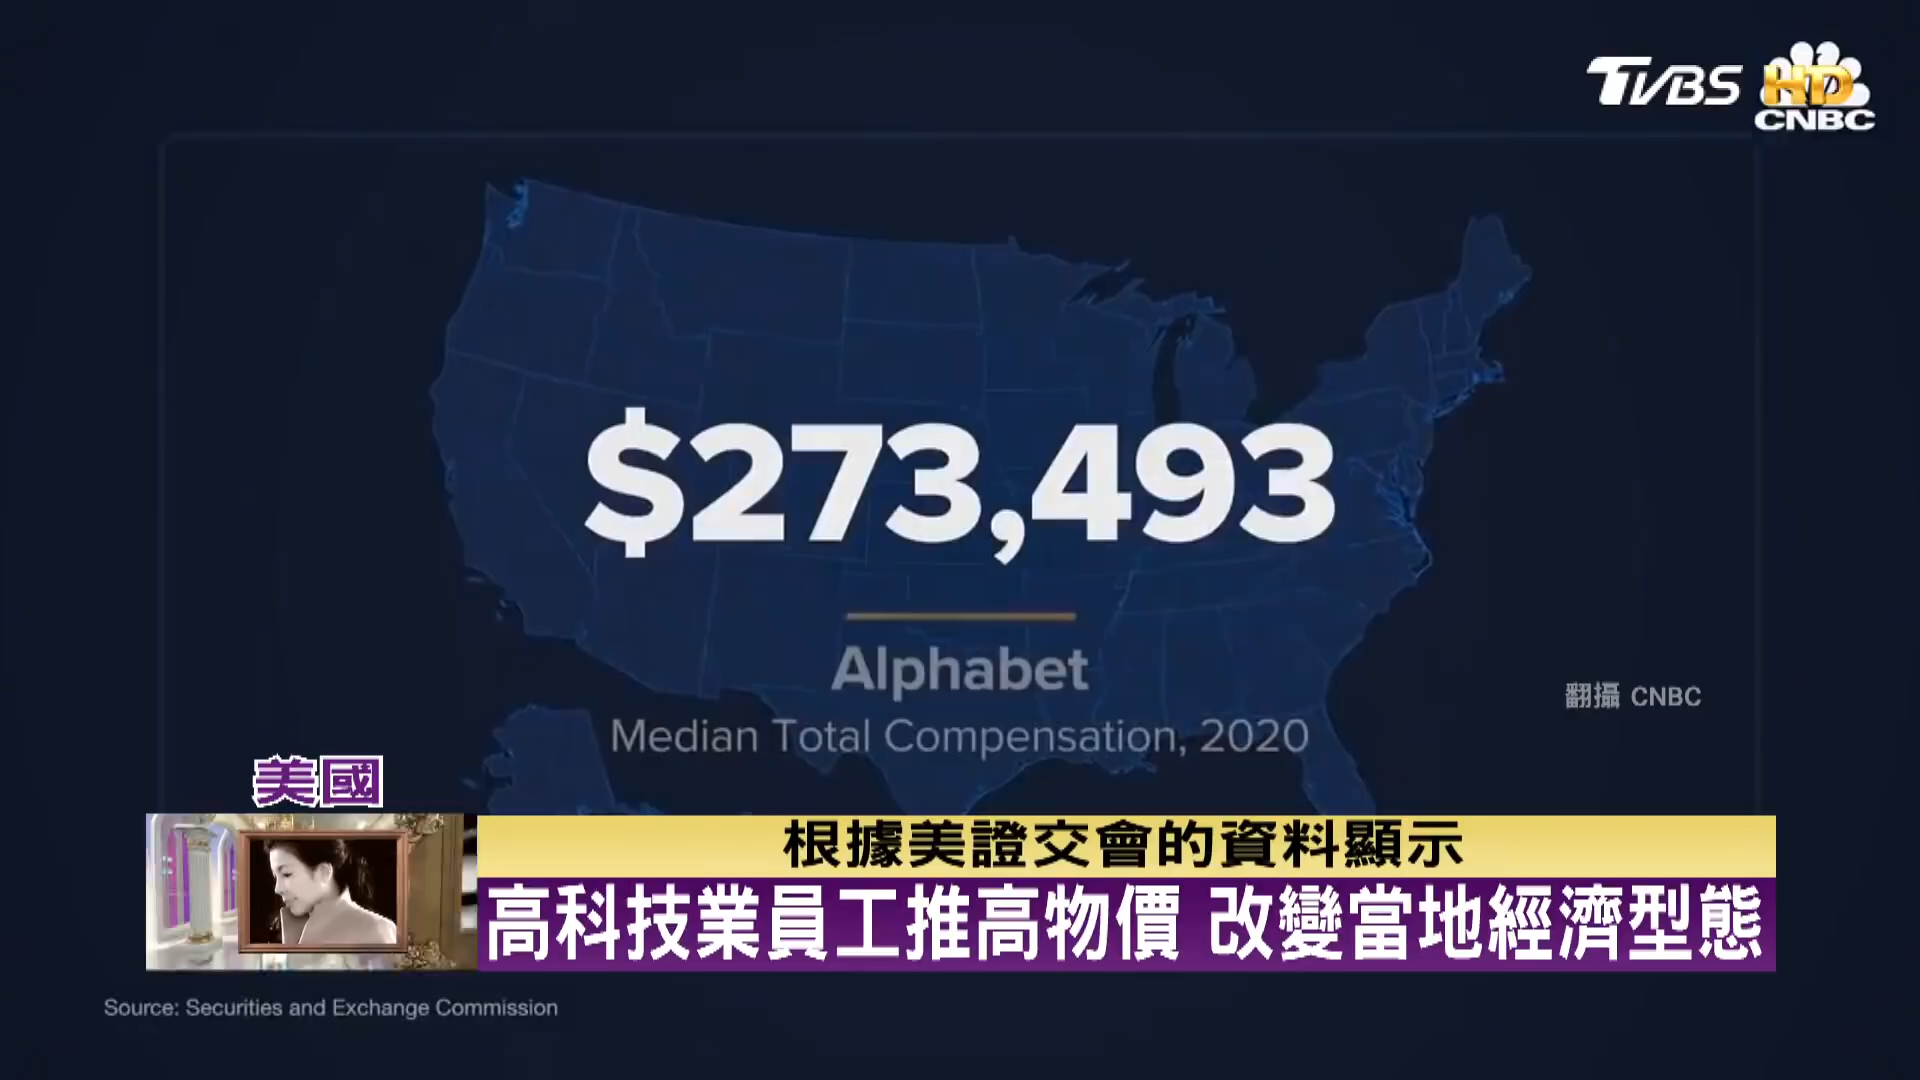 TVBS
HD
CNBC
$273,493
Alphabet
翻攝 CNBC
Median Total Compensation, 2020
美國
根據美證交會的資料顯示
高科技業員工推高物價 改變當地經濟型態
Source: Securities and Exchange Commission